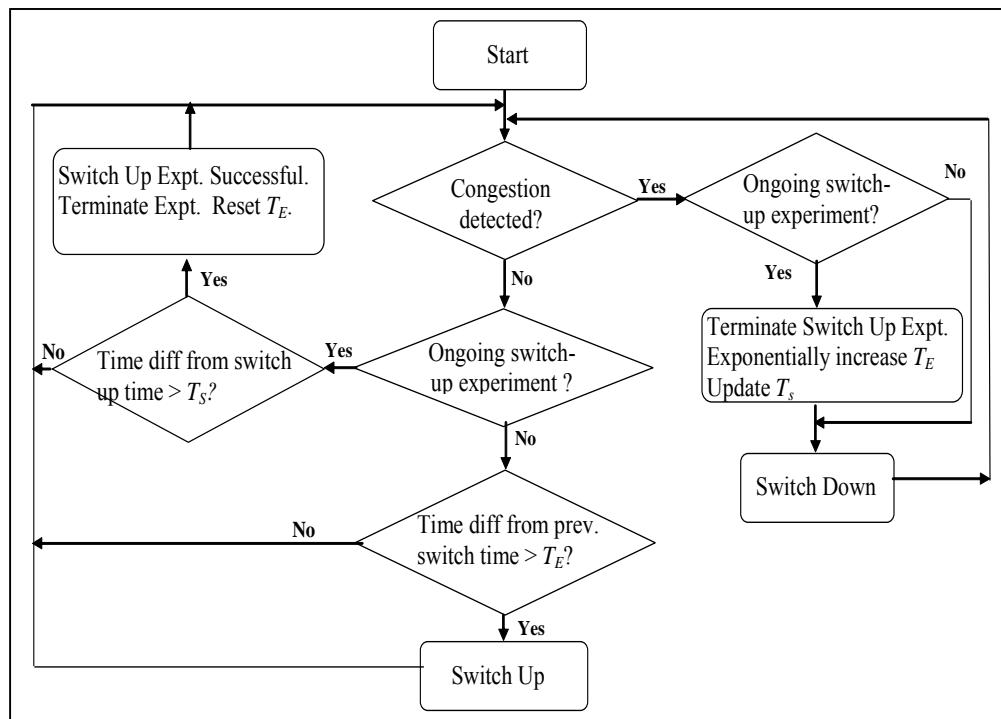 Start
Switch Up Expt. Successful.
Terminate Expt. Reset T_E.
Congestion
detected?
Yes
Ongoing switch-
up experiment?
No
Yes
No
Yes
Time diff from switch
up time > T_S?
No
Yes
Ongoing switch-
up experiment ?
Terminate Switch Up Expt.
Exponentially increase T_E
Update T_s
No
Switch Down
Time diff from prev.
switch time > T_E?
No
Yes
Switch Up